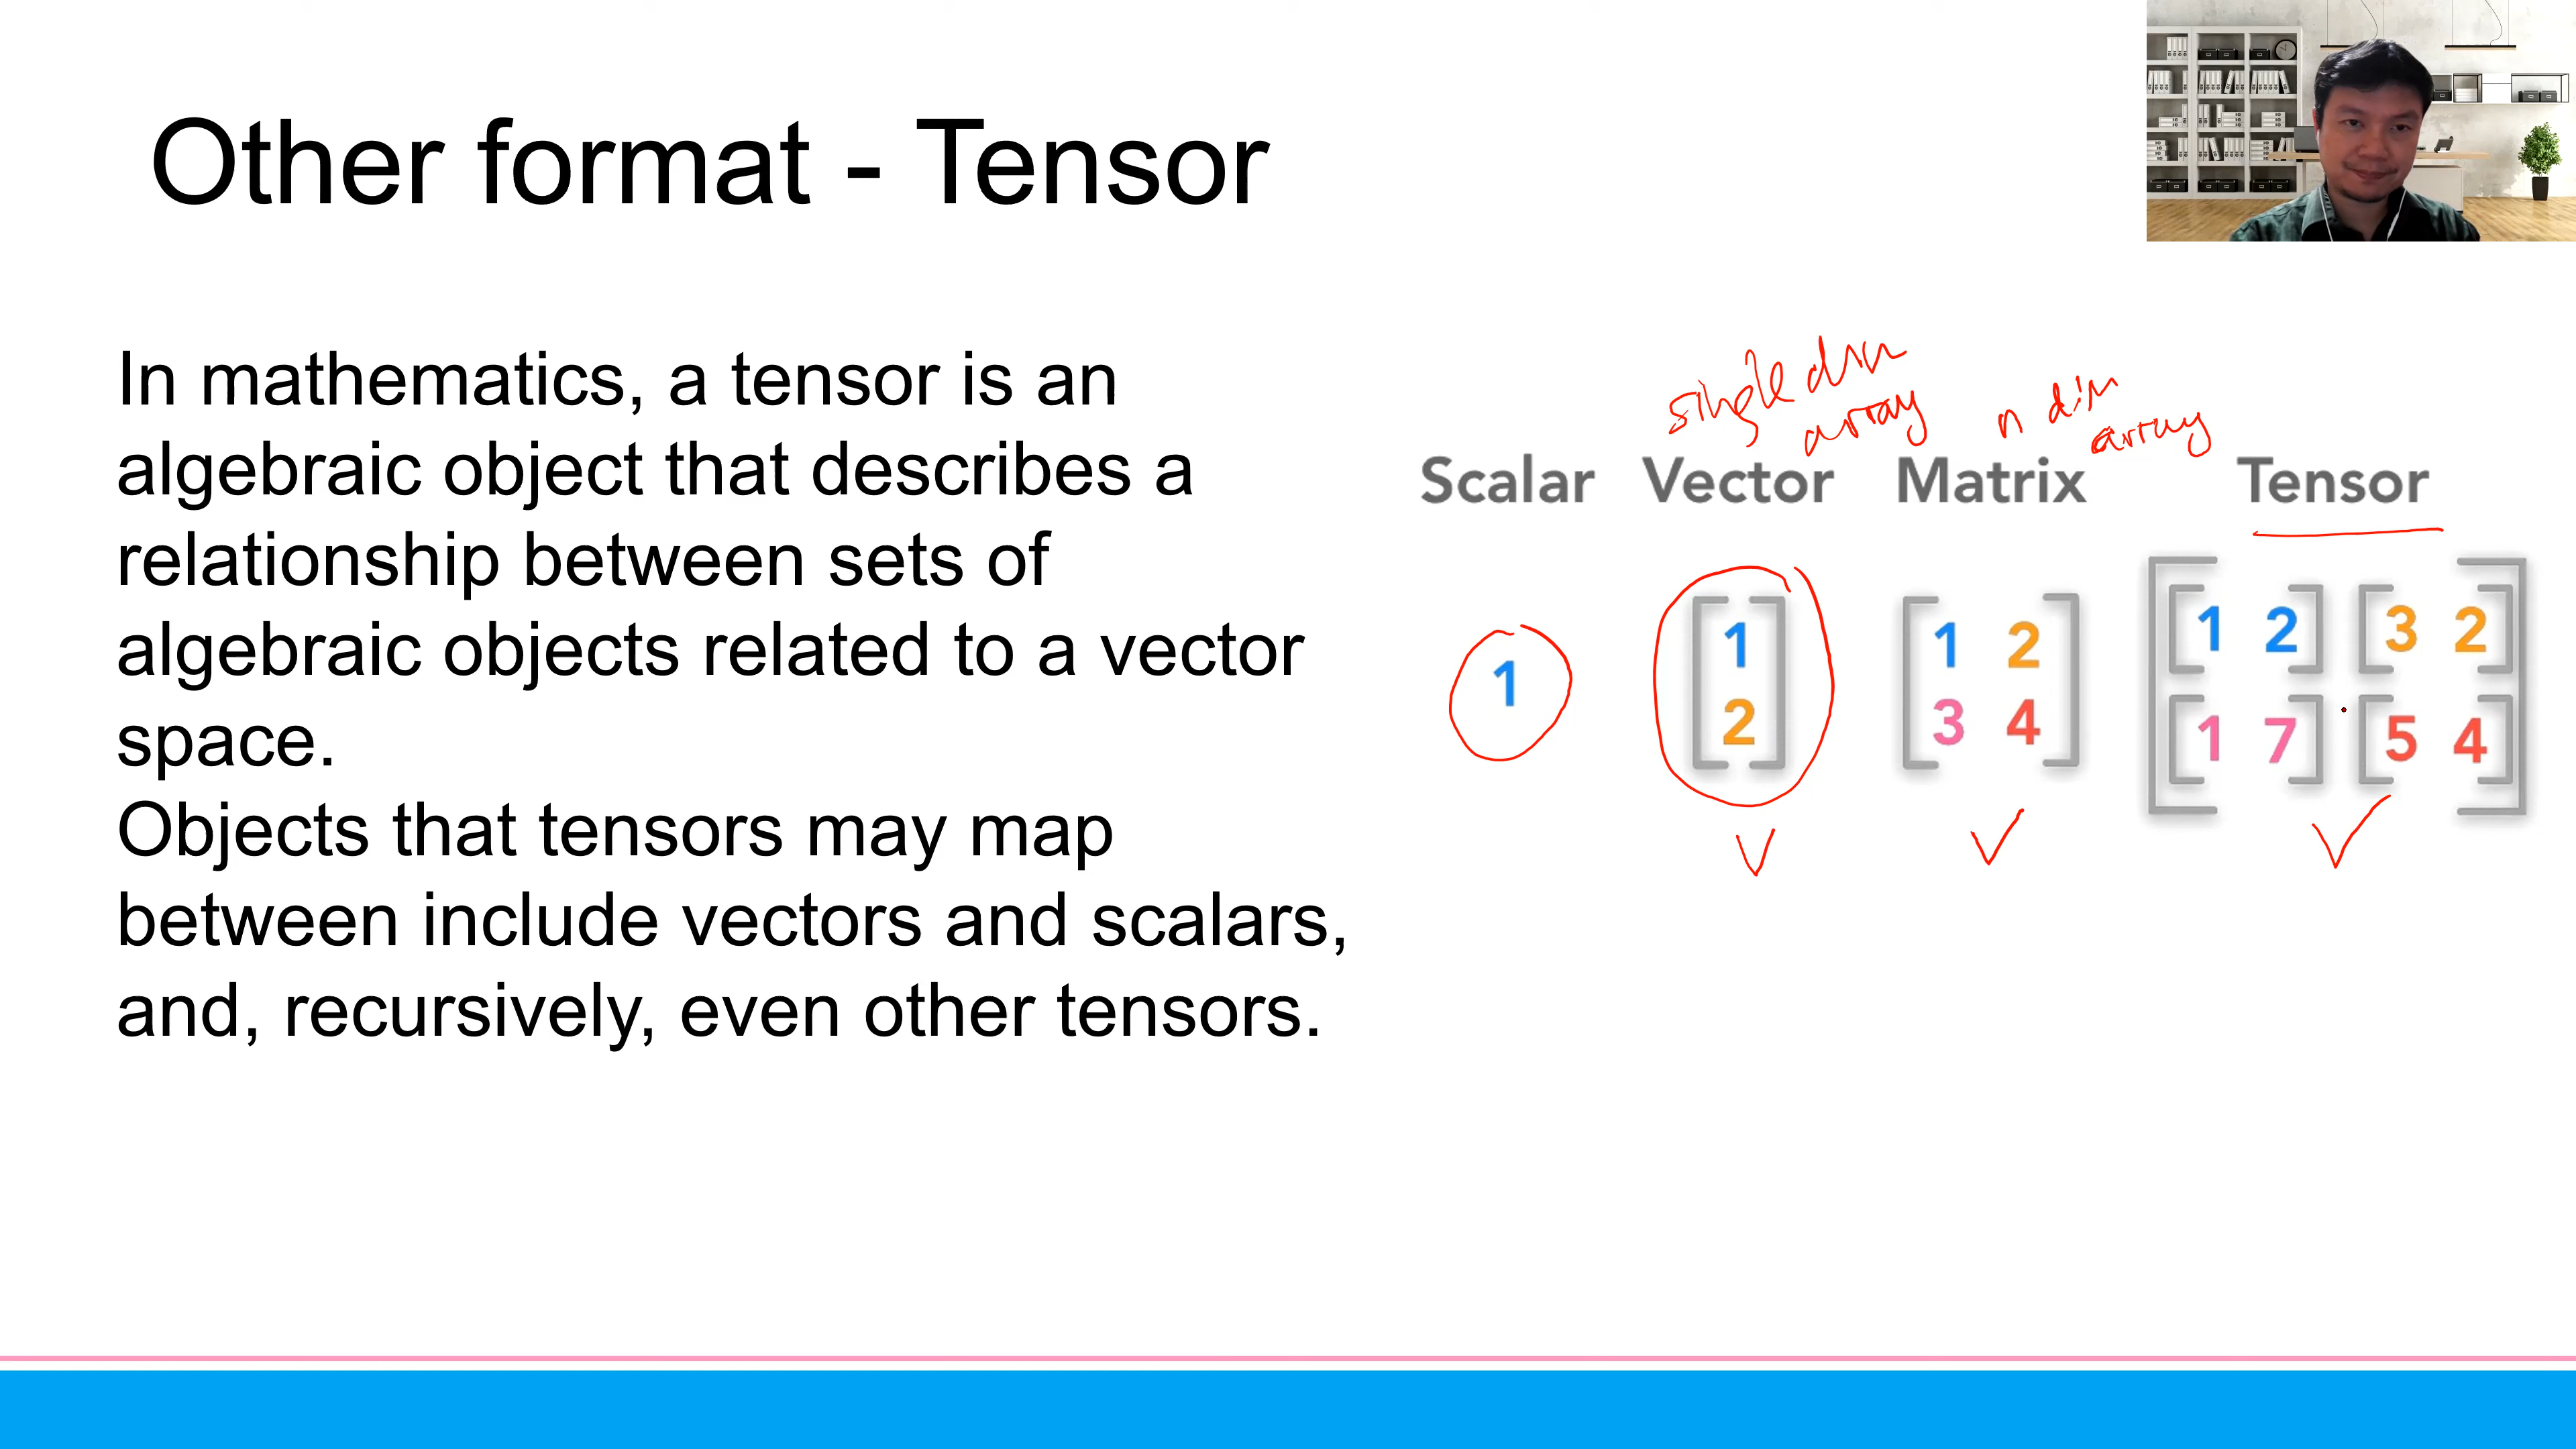 Other format - Tensor
In mathematics, a tensor is an
algebraic object that describes a
relationship between sets of
algebraic objects related to a vector
space.
Objects that tensors may map
between include vectors and scalars,
and, recursively, even other tensors.
single dim
array
n dim
array
Scalar Vector Matrix Tensor
1
1
2
1 2
3 4
1 2 3 2
1 7 5 4